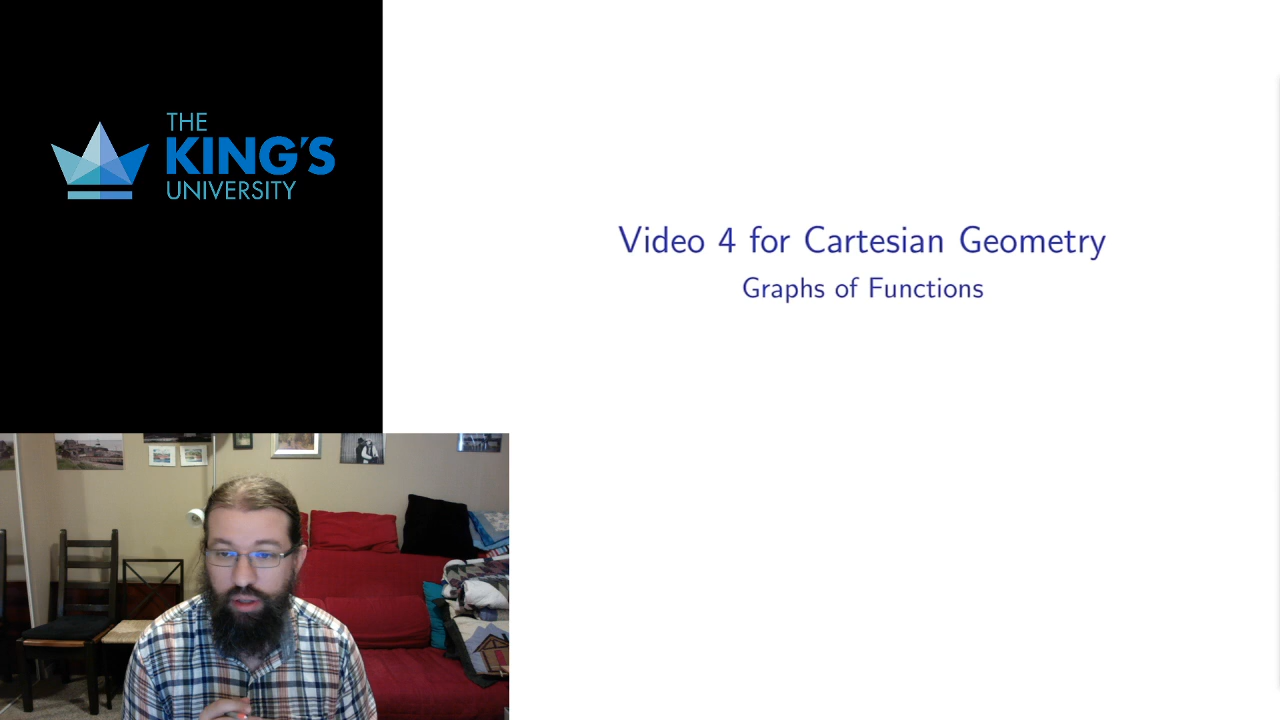 THE
KING'S
UNIVERSITY
Video 4 for Cartesian Geometry
Graphs of Functions